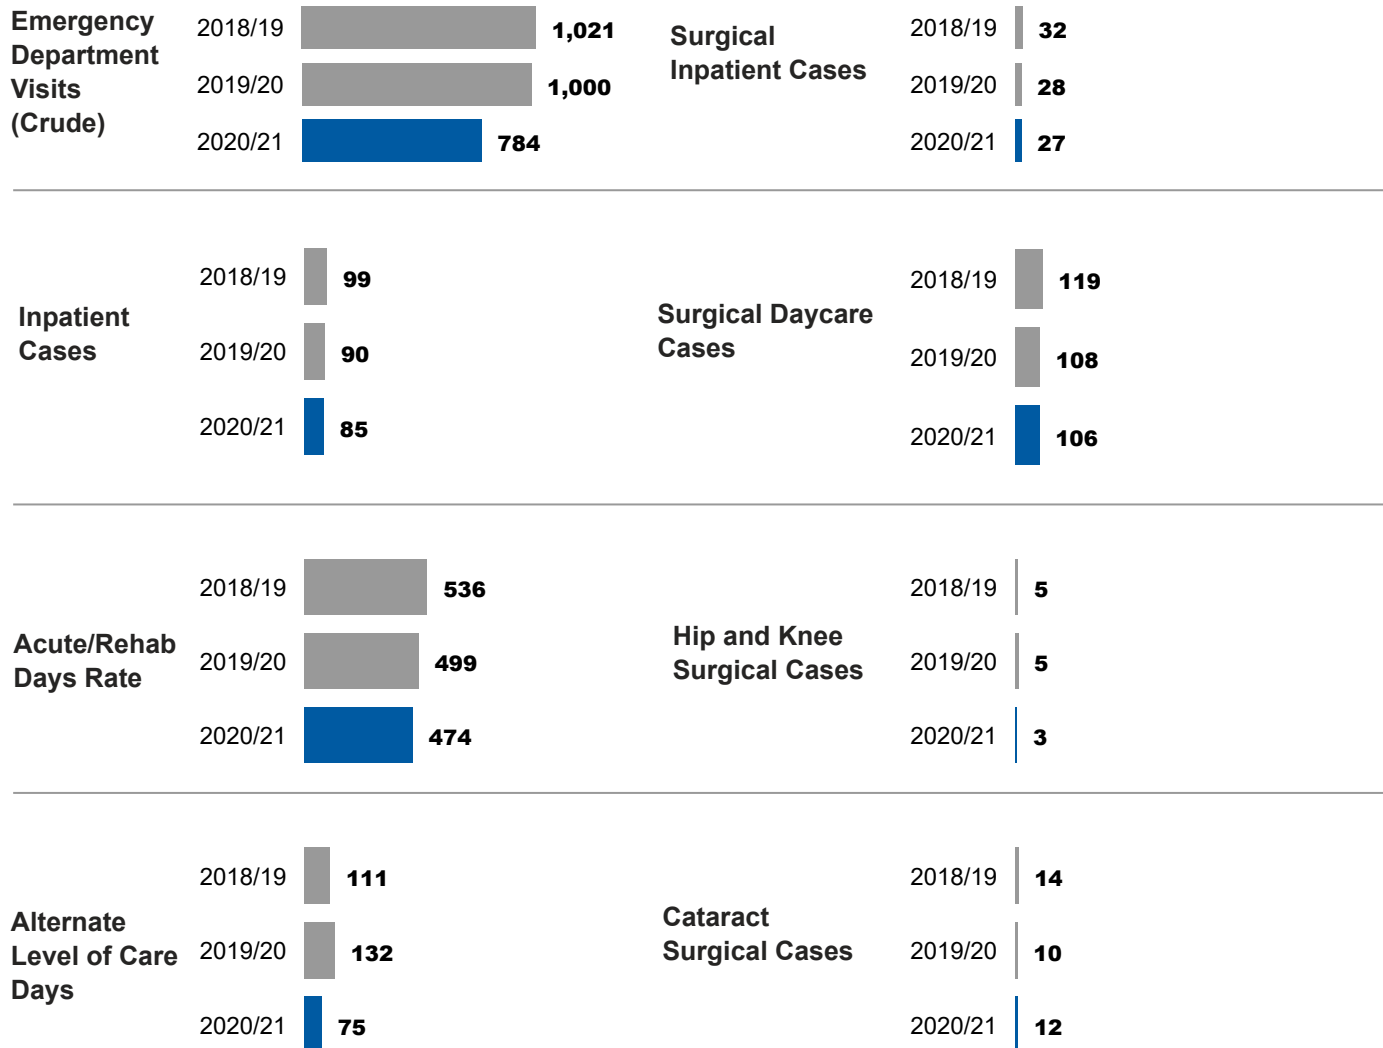 Emergency
Department
Visits
(Crude)
2018/19 1,021
2019/20 1,000
2020/21 784
Surgical
Inpatient Cases
2018/19 32
2019/20 28
2020/21 27
Inpatient
Cases
2018/19 99
2019/20 90
2020/21 85
Surgical Daycare
Cases
2018/19 119
2019/20 108
2020/21 106
Acute/Rehab
Days Rate
2018/19 536
2019/20 499
2020/21 474
Hip and Knee
Surgical Cases
2018/19 5
2019/20 5
2020/21 3
Alternate
Level of Care
Days
2018/19 111
2019/20 132
2020/21 75
Cataract
Surgical Cases
2018/19 14
2019/20 10
2020/21 12